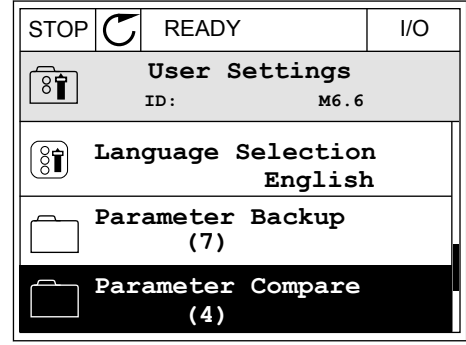 STOP READY I/O
User Settings
ID: M6.6
Language Selection
English
Parameter Backup
(7)
Parameter Compare
(4)